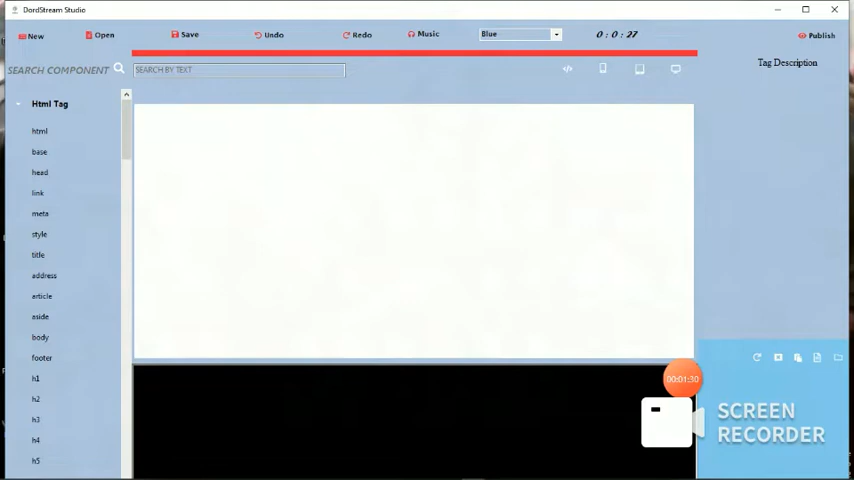 DordStream Studio
New
Open
Save
Undo
Redo
Music
Blue
0 : 0 : 27
Publish
SEARCH COMPONENT
SEARCH BY TEXT
</>
Tag Description
Html Tag
html
base
head
link
meta
style
title
address
article
aside
body
footer
h1
h2
h3
h4
h5
00:01:30
SCREEN
RECORDER